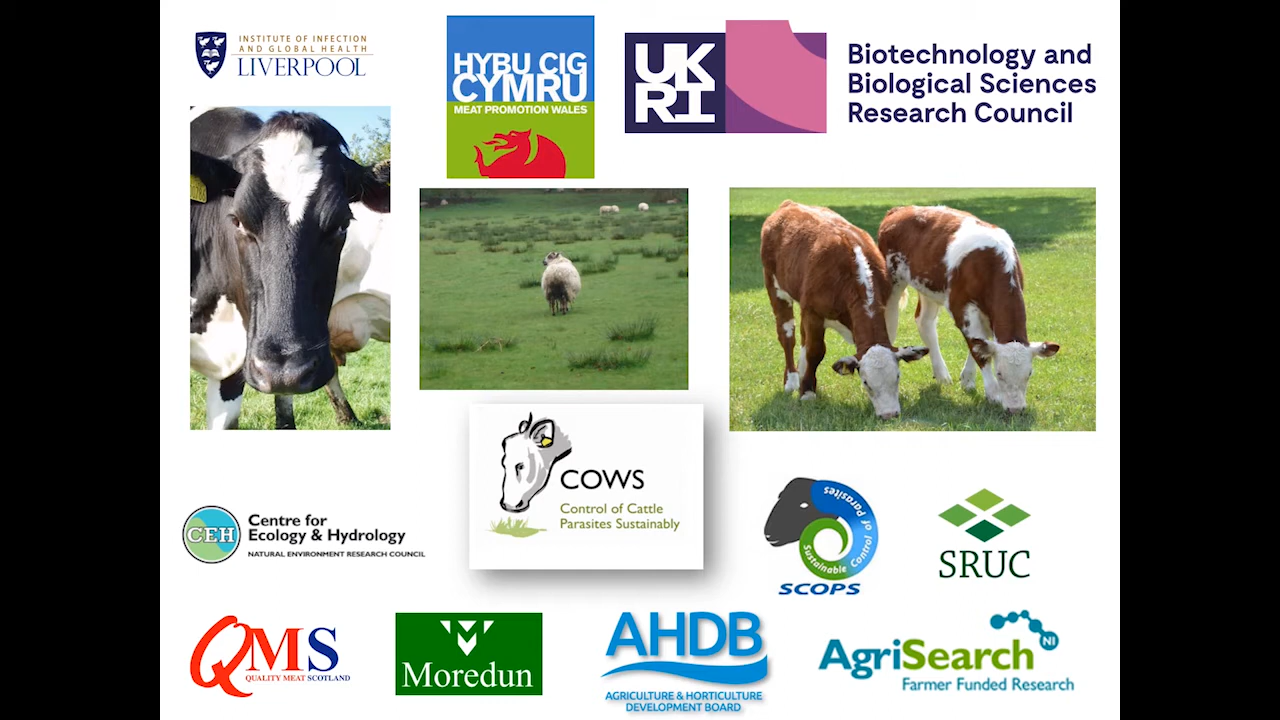 INSTITUTE OF INFECTION
AND GLOBAL HEALTH
LIVERPOOL
HYBU CIG
CYMRU
MEAT PROMOTION WALES
UK
RI
Biotechnology and
Biological Sciences
Research Council
COWS
Control of Cattle
Parasites Sustainably
CEH
Centre for
Ecology & Hydrology
NATURAL ENVIRONMENT RESEARCH COUNCIL
Sustainable Control of Parasites
SCOPS
SRUC
QMS
QUALITY MEAT SCOTLAND
Moredun
AHDB
AGRICULTURE & HORTICULTURE
DEVELOPMENT BOARD
AgriSearch
NI
Farmer Funded Research